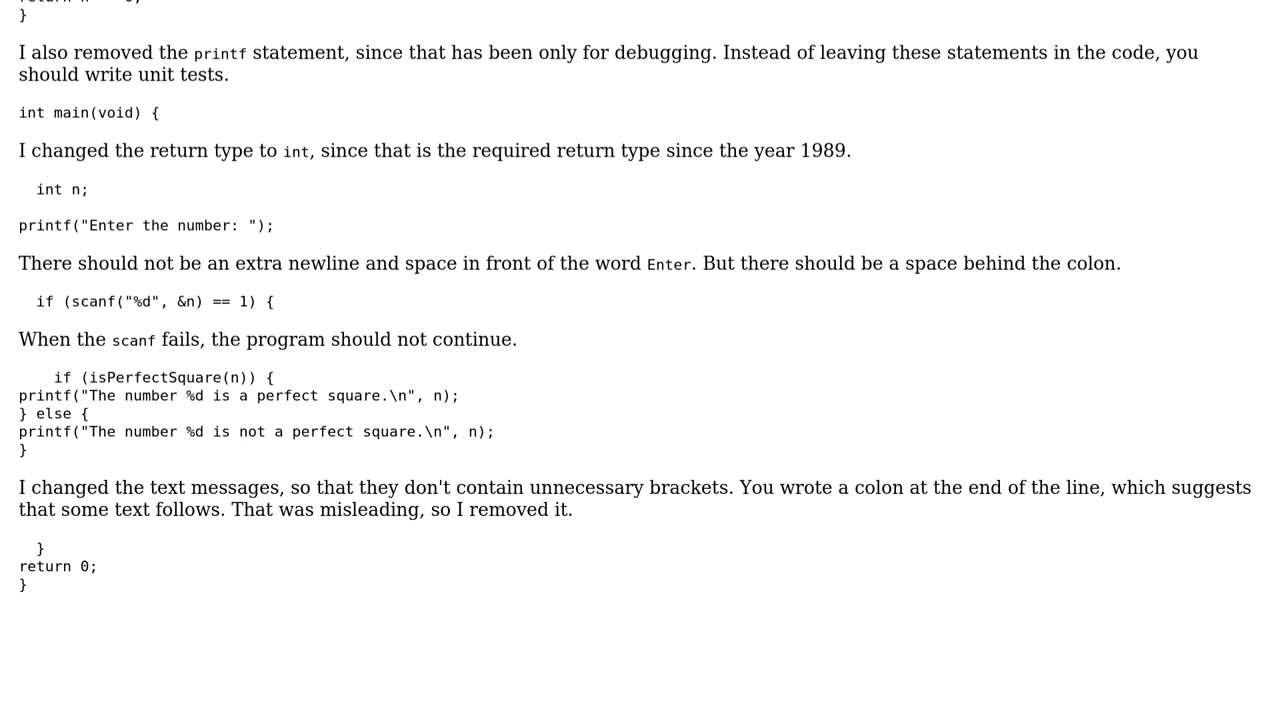 }
I also removed the printf statement, since that has been only for debugging. Instead of leaving these statements in the code, you
should write unit tests.
int main(void) {
I changed the return type to int, since that is the required return type since the year 1989.
int n;
printf("Enter the number: ");
There should not be an extra newline and space in front of the word Enter. But there should be a space behind the colon.
if (scanf("%d", &n) == 1) {
When the scanf fails, the program should not continue.
if (isPerfectSquare(n)) {
printf("The number %d is a perfect square.\n", n);
} else {
printf("The number %d is not a perfect square.\n", n);
}
I changed the text messages, so that they don't contain unnecessary brackets. You wrote a colon at the end of the line, which suggests
that some text follows. That was misleading, so I removed it.
}
return 0;
}